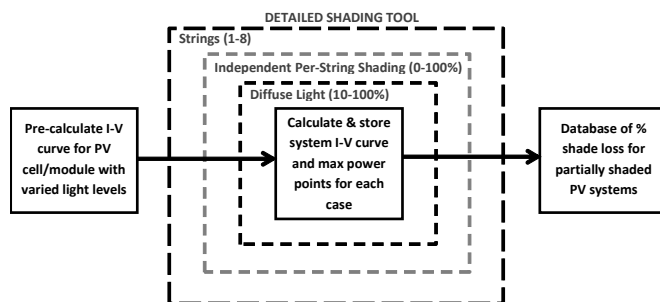 DETAILED SHADING TOOL
Strings (1-8)
Independent Per-String Shading (0-100%)
Diffuse Light (10-100%)
Pre-calculate I-V
curve for PV
cell/module with
varied light levels
Calculate & store
system I-V curve
and max power
points for each
case
Database of %
shade loss for
partially shaded
PV systems